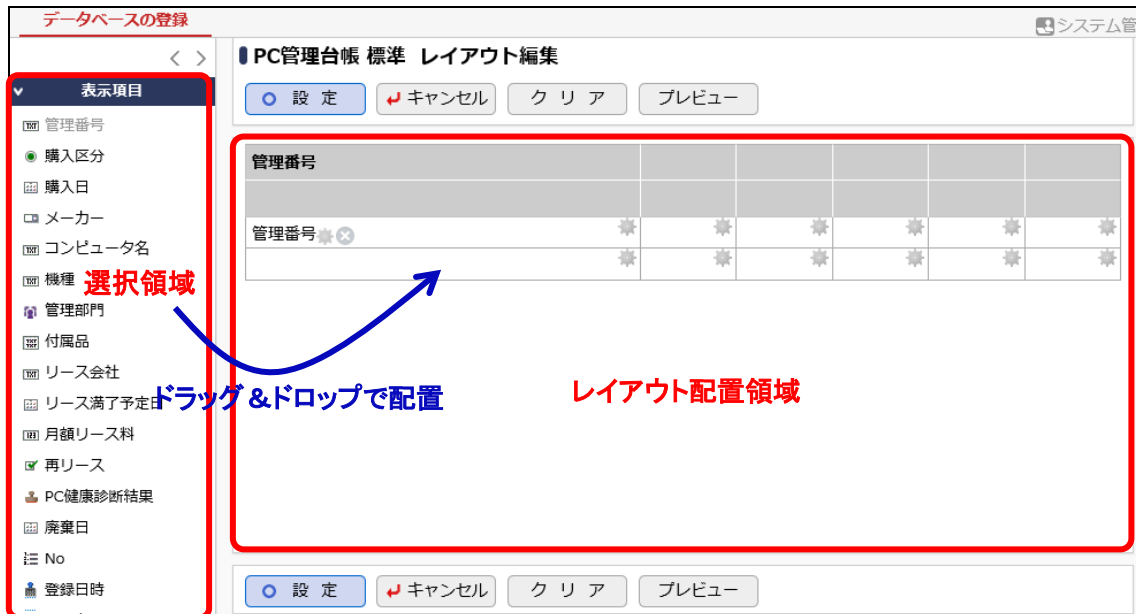 データベースの登録
システム管
PC管理台帳 標準 レイアウト編集
設 定 キャンセル ク リ ア プレビュー
表示項目
管理番号
購入区分
購入日
メーカー
コンピュータ名
機種
管理部門
付属品
リース会社
リース満了予定日
月額リース料
再リース
PC健康診断結果
廃棄日
No
登録日時
選択領域
ドラッグ&ドロップで配置
管理番号
管理番号
レイアウト配置領域
設 定 キャンセル ク リ ア プレビュー